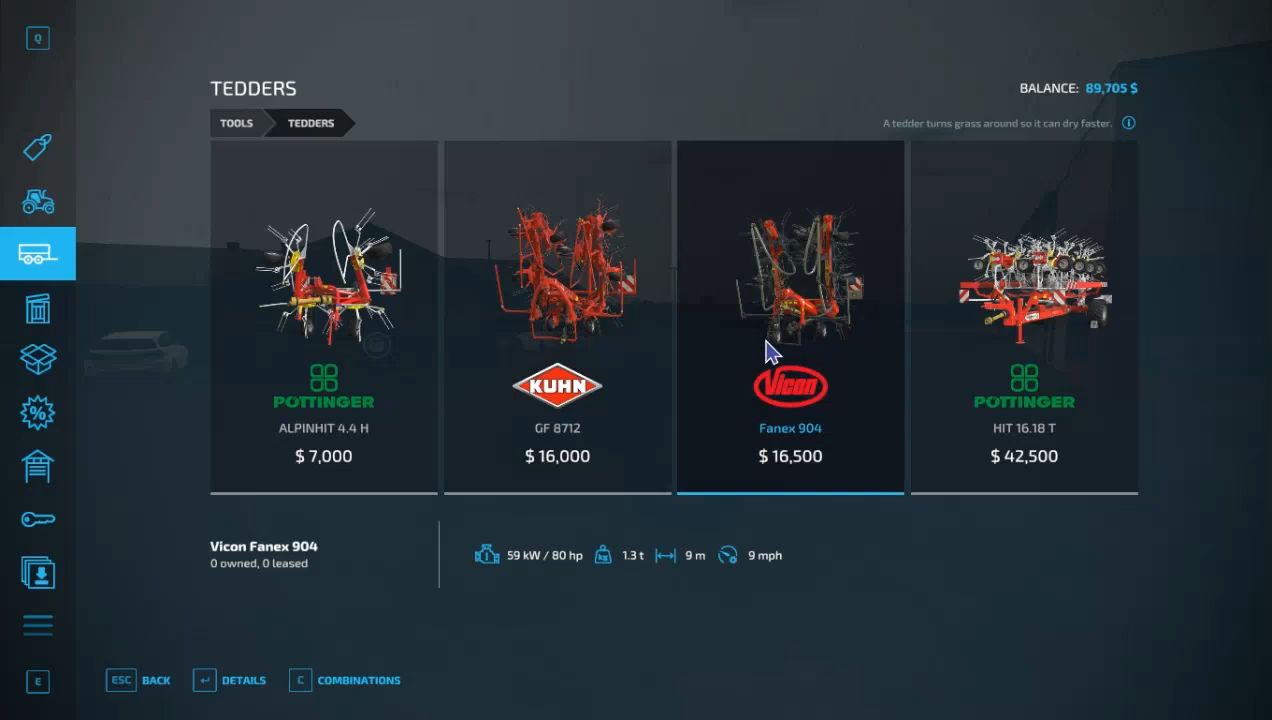 Q
TEDDERS
BALANCE: 89,705 $
TOOLS TEDDERS
A tedder turns grass around so it can dry faster.
PÖTTINGER
ALPINHIT 4.4 H
$ 7,000
KUHN
GF 8712
$ 16,000
Vicon
Fanex 904
$ 16,500
PÖTTINGER
HIT 16.18 T
$ 42,500
Vicon Fanex 904
0 owned, 0 leased
59 kW / 80 hp kg 1.3 t 9 m 9 mph
E
ESC BACK DETAILS C COMBINATIONS